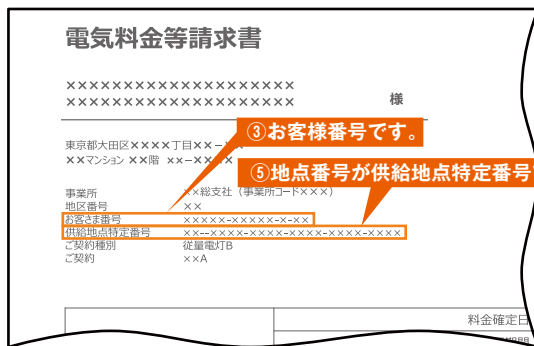 電気料金等請求書
×××××××××××××××××××
×××××××××××××××××××　様
③お客様番号です。
東京都大田区××××丁目××−
××マンション ××階 ××−××××
⑤地点番号が供給地点特定番号
事業所　××総支社（事業所コード×××）
地区番号　××
お客さま番号　×××××-×××××-×-××
供給地点特定番号　××--××××-××××-××××-××××-××××
ご契約種別　従量電灯B
ご契約　××A
料金確定日